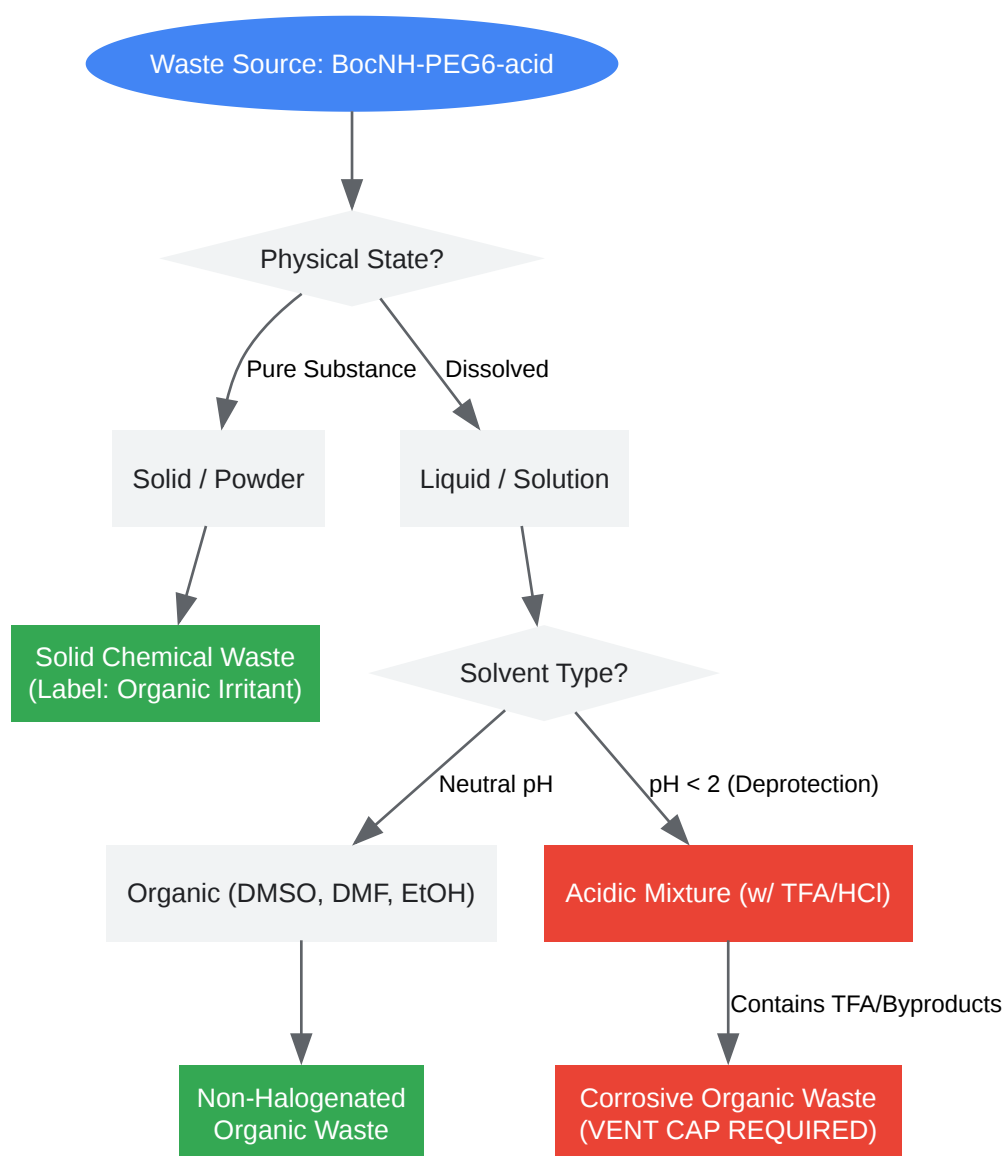 Waste Source: BocNH-PEG6-acid
Physical State?
Pure Substance
Dissolved
Solid / Powder
Liquid / Solution
Solid Chemical Waste
(Label: Organic Irritant)
Solvent Type?
Neutral pH
pH < 2 (Deprotection)
Organic (DMSO, DMF, EtOH)
Acidic Mixture (w/ TFA/HCl)
Contains TFA/Byproducts
Non-Halogenated
Organic Waste
Corrosive Organic Waste
(VENT CAP REQUIRED)